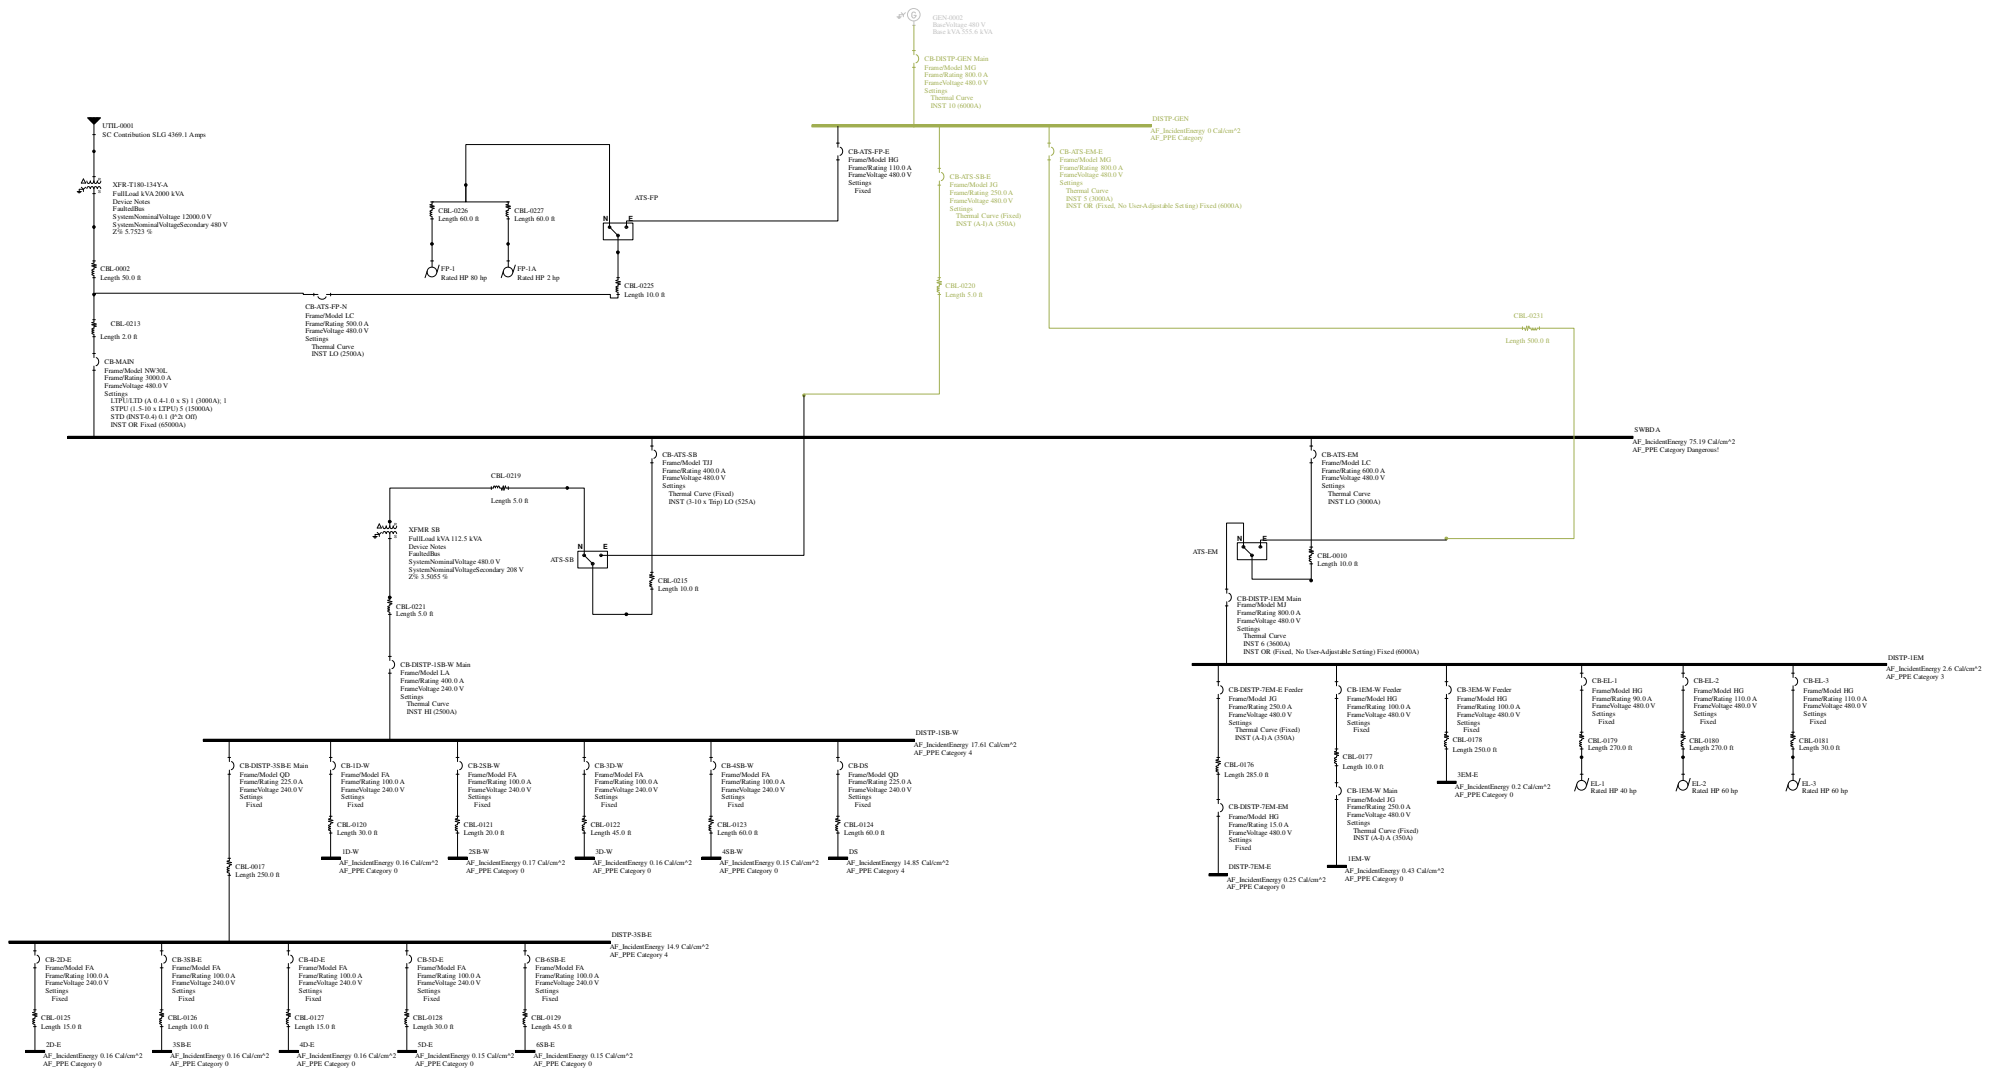 G
GEN-0002
BaseVoltage 480 V
Base kVA 555.6 kVA
CB-DISTP-GEN Main
Frame/Model MG
Frame/Rating 800.0 A
FrameVoltage 480.0 V
Settings
Thermal Curve
INST 10 (6000A)
DISTP-GEN
AF_IncidentEnergy 0 Cal/cm^2
AF_PPE Category
UTIL-0001
SC Contribution SLG 4369.1 Amps
XFR-T180-134Y-A
FullLoad kVA 2000 kVA
Device Notes
FaultedBus
SystemNominalVoltage 12000.0 V
SystemNominalVoltageSecondary 480 V
Z% 5.7523 %
CBL-0002
Length 50.0 ft
CBL-0213
Length 2.0 ft
CB-MAIN
Frame/Model NW30L
Frame/Rating 3000.0 A
FrameVoltage 480.0 V
Settings
LTPU/LTD (A 0.4-1.0 x S) 1 (3000A); 1
STPU (1.5-10 x LTPU) 5 (15000A)
STD (INST-0.4) 0.1 (I^2t Off)
INST OR Fixed (65000A)
CBL-0226
Length 60.0 ft
CBL-0227
Length 60.0 ft
FP-1
Rated HP 80 hp
FP-1A
Rated HP 2 hp
ATS-FP
N E
CBL-0225
Length 10.0 ft
CB-ATS-FP-N
Frame/Model LC
Frame/Rating 500.0 A
FrameVoltage 480.0 V
Settings
Thermal Curve
INST LO (2500A)
CB-ATS-FP-E
Frame/Model HG
Frame/Rating 110.0 A
FrameVoltage 480.0 V
Settings
Fixed
CB-ATS-SB-E
Frame/Model JG
Frame/Rating 250.0 A
FrameVoltage 480.0 V
Settings
Thermal Curve (Fixed)
INST (A-I) A (350A)
CBL-0220
Length 5.0 ft
CB-ATS-EM-E
Frame/Model MG
Frame/Rating 800.0 A
FrameVoltage 480.0 V
Settings
Thermal Curve
INST 5 (3000A)
INST OR (Fixed, No User-Adjustable Setting) Fixed (6000A)
CBL-0231
Length 500.0 ft
SWBD A
AF_IncidentEnergy 75.19 Cal/cm^2
AF_PPE Category Dangerous!
CB-ATS-SB
Frame/Model TJJ
Frame/Rating 400.0 A
FrameVoltage 480.0 V
Settings
Thermal Curve (Fixed)
INST (3-10 x Trip) LO (525A)
CBL-0219
Length 5.0 ft
XFMR SB
FullLoad kVA 112.5 kVA
Device Notes
FaultedBus
SystemNominalVoltage 480.0 V
SystemNominalVoltageSecondary 208 V
Z% 3.5055 %
N E
ATS-SB
CBL-0215
Length 10.0 ft
CBL-0221
Length 5.0 ft
CB-DISTP-1SB-W Main
Frame/Model LA
Frame/Rating 400.0 A
FrameVoltage 240.0 V
Settings
Thermal Curve
INST HI (2500A)
CB-ATS-EM
Frame/Model LC
Frame/Rating 600.0 A
FrameVoltage 480.0 V
Settings
Thermal Curve
INST LO (3000A)
ATS-EM
N E
CBL-0010
Length 10.0 ft
CB-DISTP-1EM Main
Frame/Model MJ
Frame/Rating 800.0 A
FrameVoltage 480.0 V
Settings
Thermal Curve
INST 6 (3600A)
INST OR (Fixed, No User-Adjustable Setting) Fixed (6000A)
DISTP-1EM
AF_IncidentEnergy 2.6 Cal/cm^2
AF_PPE Category 3
CB-DISTP-7EM-E Feeder
Frame/Model JG
Frame/Rating 250.0 A
FrameVoltage 480.0 V
Settings
Thermal Curve (Fixed)
INST (A-I) A (350A)
CBL-0176
Length 285.0 ft
CB-DISTP-7EM-EM
Frame/Model HG
Frame/Rating 15.0 A
FrameVoltage 480.0 V
Settings
Fixed
DISTP-7EM-E
AF_IncidentEnergy 0.25 Cal/cm^2
AF_PPE Category 0
CB-1EM-W Feeder
Frame/Model HG
Frame/Rating 100.0 A
FrameVoltage 480.0 V
Settings
Fixed
CBL-0177
Length 10.0 ft
CB-1EM-W Main
Frame/Model JG
Frame/Rating 250.0 A
FrameVoltage 480.0 V
Settings
Thermal Curve (Fixed)
INST (A-I) A (350A)
1EM-W
AF_IncidentEnergy 0.43 Cal/cm^2
AF_PPE Category 0
CB-3EM-W Feeder
Frame/Model HG
Frame/Rating 100.0 A
FrameVoltage 480.0 V
Settings
Fixed
CBL-0178
Length 250.0 ft
3EM-E
AF_IncidentEnergy 0.2 Cal/cm^2
AF_PPE Category 0
CB-EL-1
Frame/Model HG
Frame/Rating 90.0 A
FrameVoltage 480.0 V
Settings
Fixed
CBL-0179
Length 270.0 ft
EL-1
Rated HP 40 hp
CB-EL-2
Frame/Model HG
Frame/Rating 110.0 A
FrameVoltage 480.0 V
Settings
Fixed
CBL-0180
Length 270.0 ft
EL-2
Rated HP 60 hp
CB-EL-3
Frame/Model HG
Frame/Rating 110.0 A
FrameVoltage 480.0 V
Settings
Fixed
CBL-0181
Length 30.0 ft
EL-3
Rated HP 60 hp
DISTP-1SB-W
AF_IncidentEnergy 17.61 Cal/cm^2
AF_PPE Category 4
CB-DISTP-3SB-E Main
Frame/Model QD
Frame/Rating 225.0 A
FrameVoltage 240.0 V
Settings
Fixed
CBL-0017
Length 250.0 ft
CB-1D-W
Frame/Model FA
Frame/Rating 100.0 A
FrameVoltage 240.0 V
Settings
Fixed
CBL-0120
Length 30.0 ft
1D-W
AF_IncidentEnergy 0.16 Cal/cm^2
AF_PPE Category 0
CB-2SB-W
Frame/Model FA
Frame/Rating 100.0 A
FrameVoltage 240.0 V
Settings
Fixed
CBL-0121
Length 20.0 ft
2SB-W
AF_IncidentEnergy 0.17 Cal/cm^2
AF_PPE Category 0
CB-3D-W
Frame/Model FA
Frame/Rating 100.0 A
FrameVoltage 240.0 V
Settings
Fixed
CBL-0122
Length 45.0 ft
3D-W
AF_IncidentEnergy 0.16 Cal/cm^2
AF_PPE Category 0
CB-4SB-W
Frame/Model FA
Frame/Rating 100.0 A
FrameVoltage 240.0 V
Settings
Fixed
CBL-0123
Length 60.0 ft
4SB-W
AF_IncidentEnergy 0.15 Cal/cm^2
AF_PPE Category 0
CB-DS
Frame/Model QD
Frame/Rating 225.0 A
FrameVoltage 240.0 V
Settings
Fixed
CBL-0124
Length 60.0 ft
DS
AF_IncidentEnergy 14.85 Cal/cm^2
AF_PPE Category 4
DISTP-3SB-E
AF_IncidentEnergy 14.9 Cal/cm^2
AF_PPE Category 4
CB-2D-E
Frame/Model FA
Frame/Rating 100.0 A
FrameVoltage 240.0 V
Settings
Fixed
CBL-0125
Length 15.0 ft
2D-E
AF_IncidentEnergy 0.16 Cal/cm^2
AF_PPE Category 0
CB-3SB-E
Frame/Model FA
Frame/Rating 100.0 A
FrameVoltage 240.0 V
Settings
Fixed
CBL-0126
Length 10.0 ft
3SB-E
AF_IncidentEnergy 0.16 Cal/cm^2
AF_PPE Category 0
CB-4D-E
Frame/Model FA
Frame/Rating 100.0 A
FrameVoltage 240.0 V
Settings
Fixed
CBL-0127
Length 15.0 ft
4D-E
AF_IncidentEnergy 0.16 Cal/cm^2
AF_PPE Category 0
CB-5D-E
Frame/Model FA
Frame/Rating 100.0 A
FrameVoltage 240.0 V
Settings
Fixed
CBL-0128
Length 30.0 ft
5D-E
AF_IncidentEnergy 0.15 Cal/cm^2
AF_PPE Category 0
CB-6SB-E
Frame/Model FA
Frame/Rating 100.0 A
FrameVoltage 240.0 V
Settings
Fixed
CBL-0129
Length 45.0 ft
6SB-E
AF_IncidentEnergy 0.15 Cal/cm^2
AF_PPE Category 0